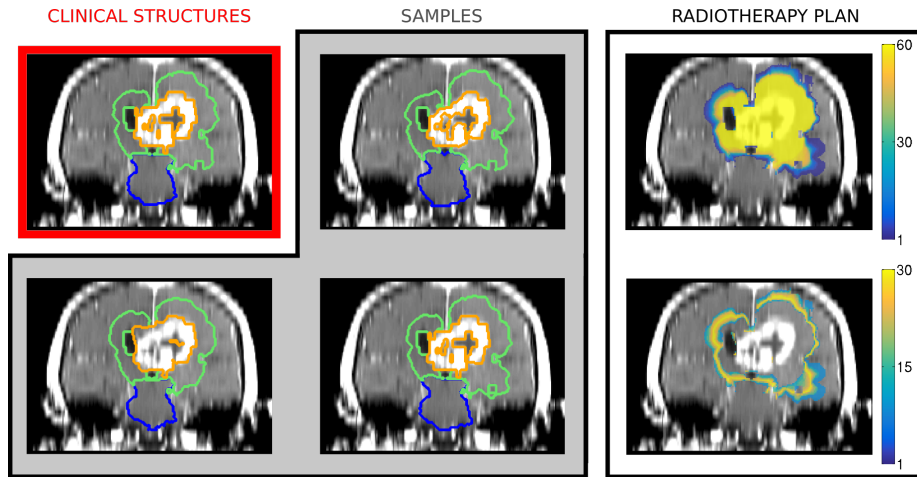 CLINICAL STRUCTURES
SAMPLES
RADIOTHERAPY PLAN
60
30
1
30
15
1